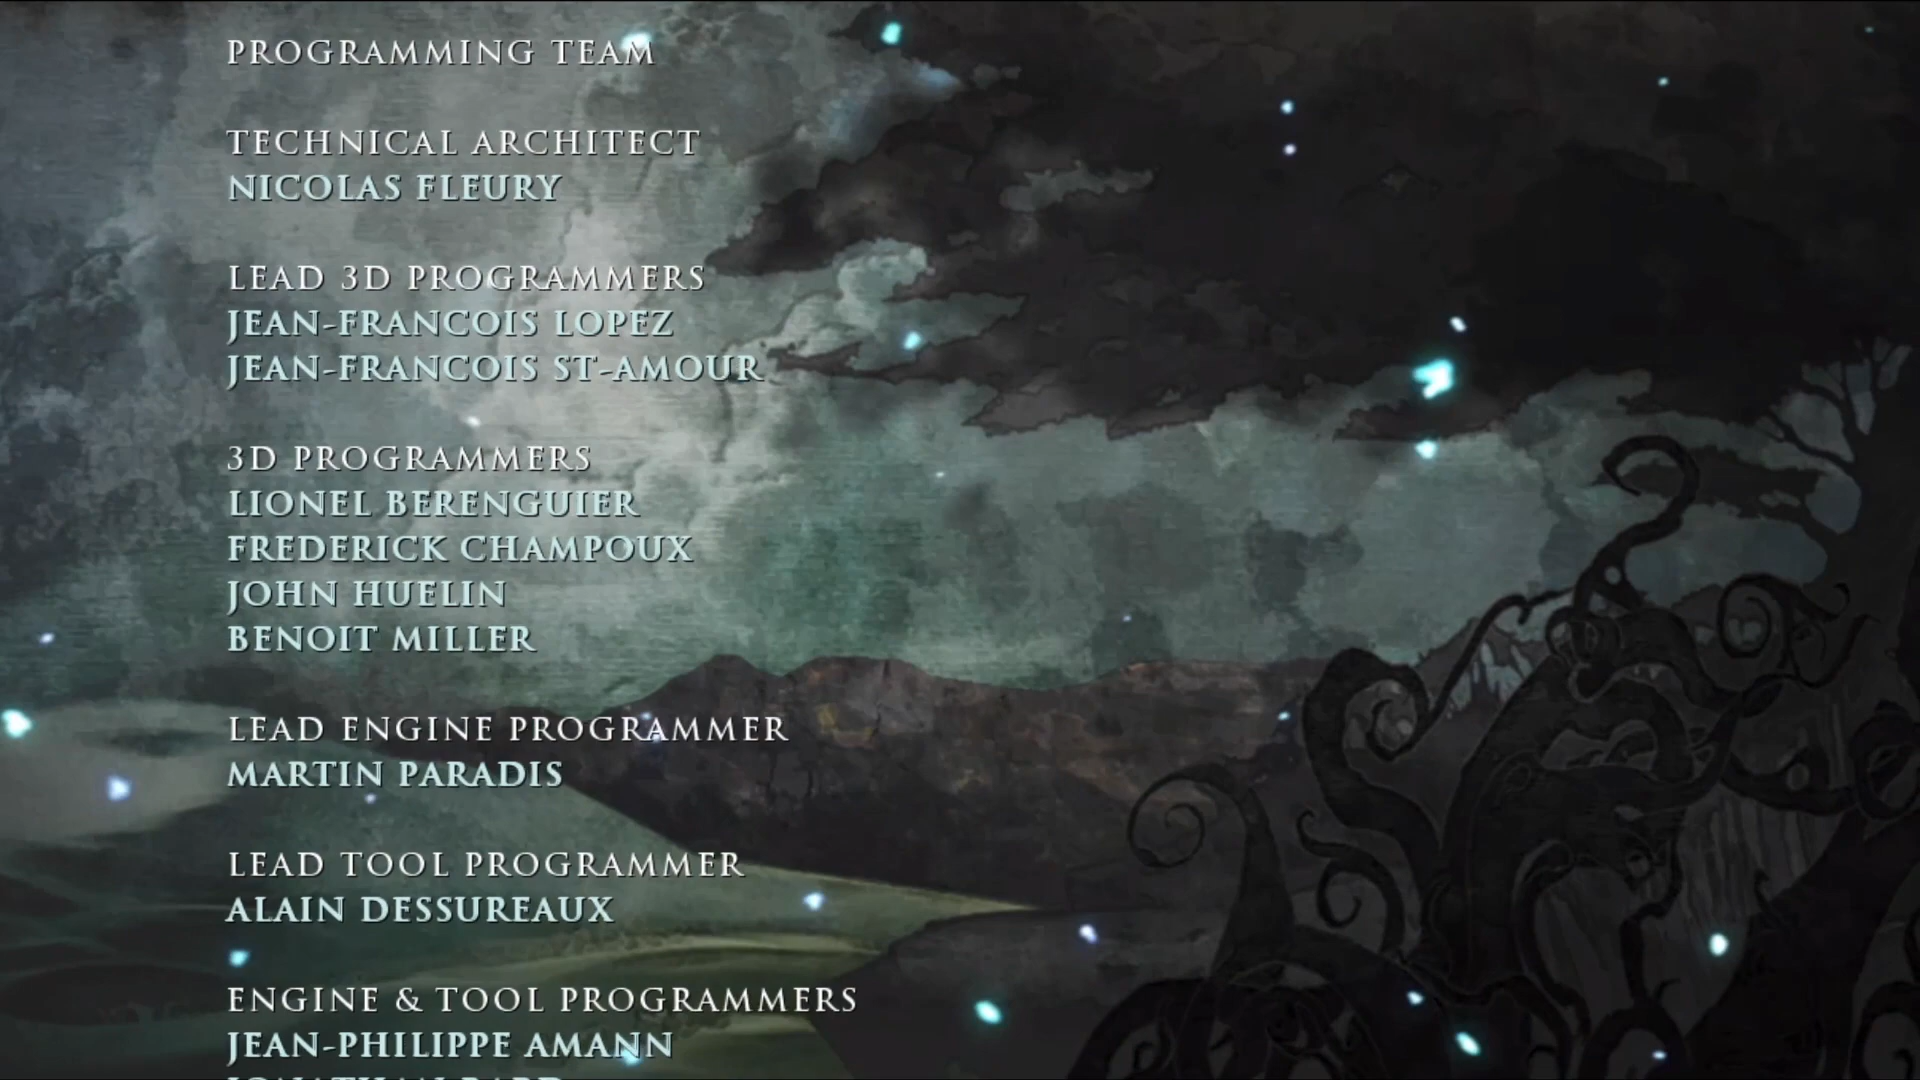 PROGRAMMING TEAM
TECHNICAL ARCHITECT
NICOLAS FLEURY
LEAD 3D PROGRAMMERS
JEAN-FRANCOIS LOPEZ
JEAN-FRANCOIS ST-AMOUR
3D PROGRAMMERS
LIONEL BERENGUIER
FREDERICK CHAMPOUX
JOHN HUELIN
BENOIT MILLER
LEAD ENGINE PROGRAMMER
MARTIN PARADIS
LEAD TOOL PROGRAMMER
ALAIN DESSUREAUX
ENGINE & TOOL PROGRAMMERS
JEAN-PHILIPPE AMANN